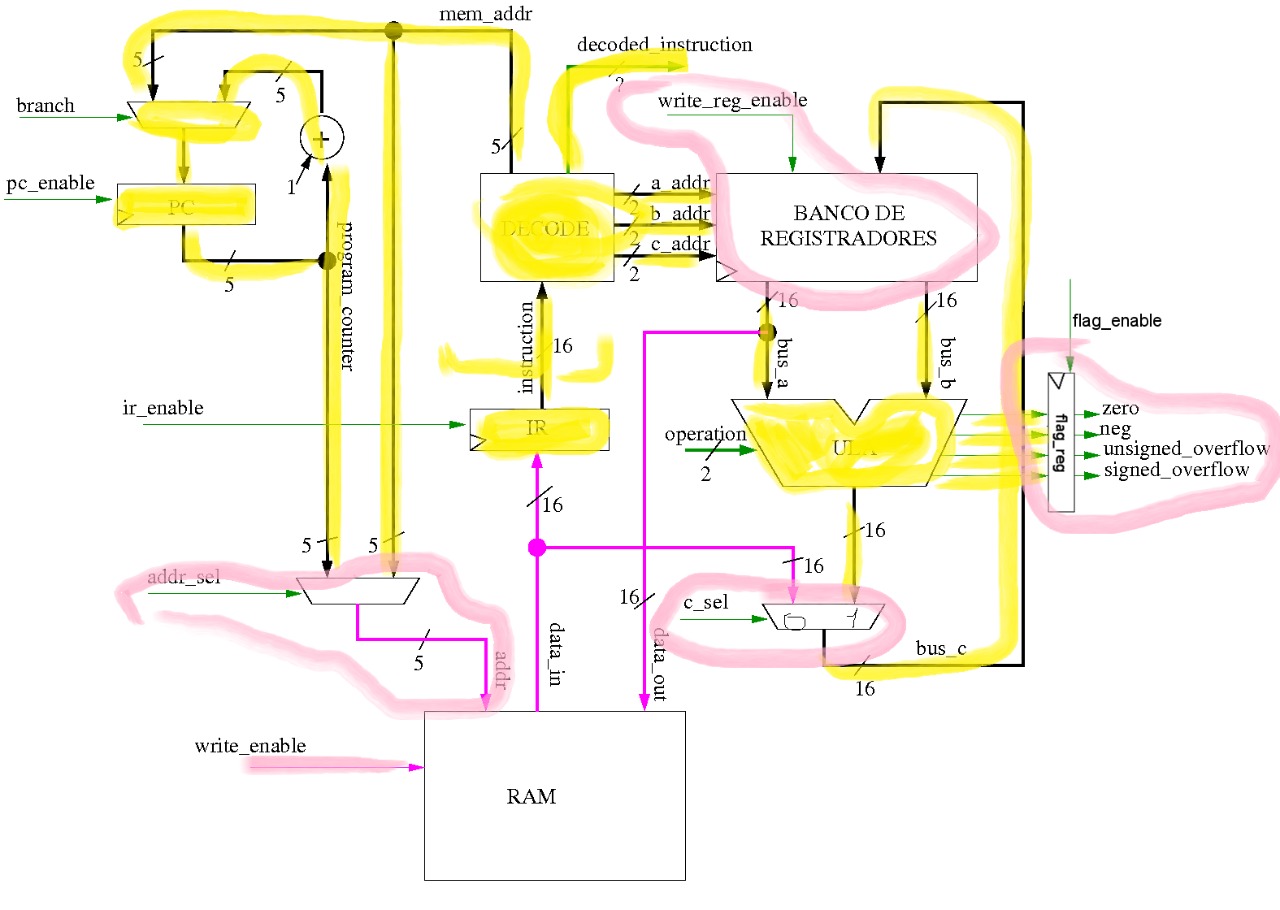 mem_addr
decoded_instruction
5
5
?
branch
write_reg_enable
+
5
1
pc_enable
PC
a_addr
2
b_addr
2
c_addr
2
DECODE
BANCO DE
REGISTRADORES
5
program_counter
instruction
16
16
16
bus_a
bus_b
flag_enable
ir_enable
IR
operation
2
ULA
flag_reg
zero
neg
unsigned_overflow
signed_overflow
16
16
5
5
16
addr_sel
16
c_sel
0
1
5
addr
data_in
data_out
bus_c
16
write_enable
RAM